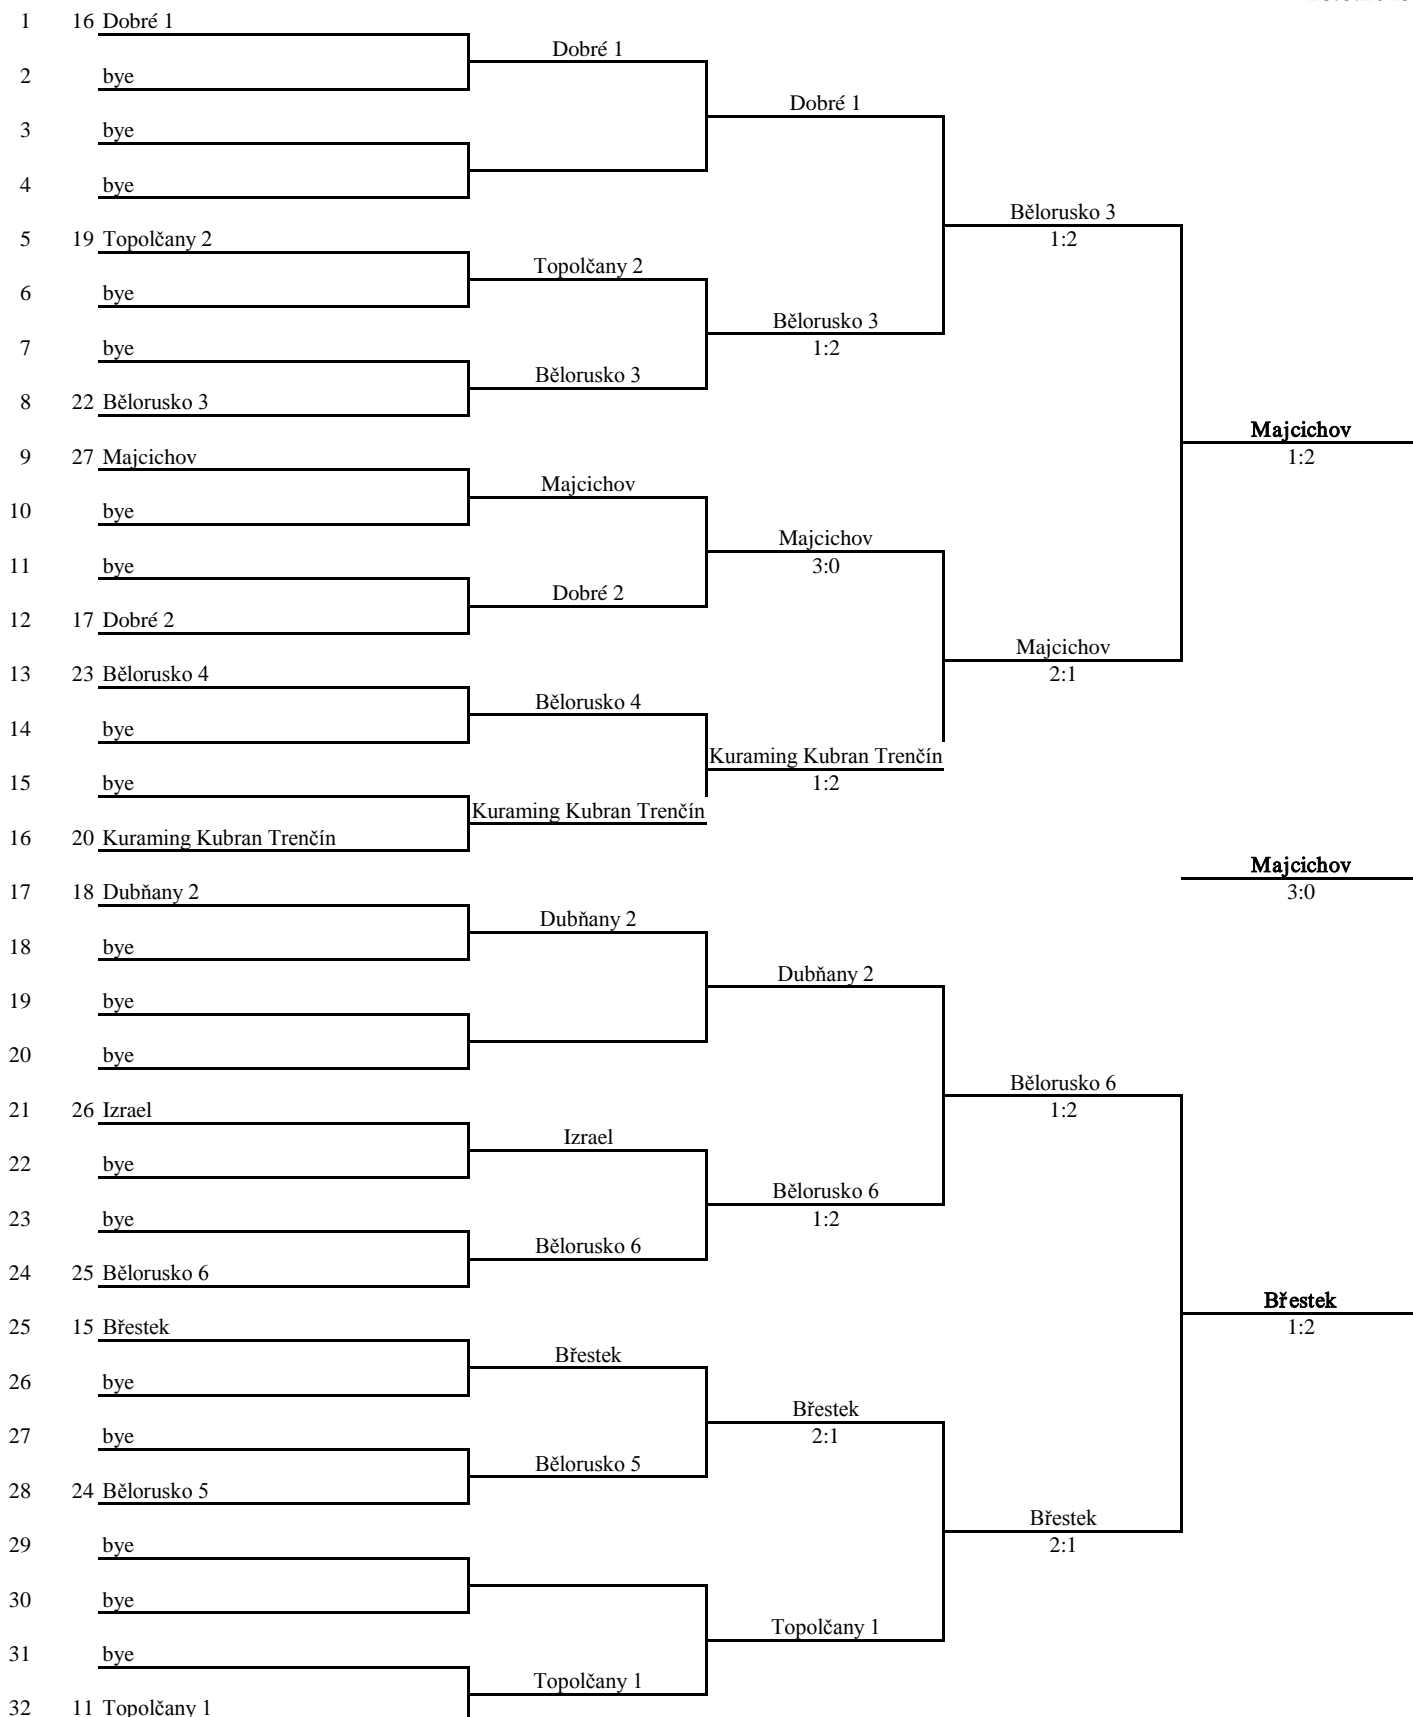 1 16 Dobré 1
Dobré 1
2 bye
Dobré 1
3 bye
4 bye
Bělorusko 3
5 19 Topolčany 2
1:2
Topolčany 2
6 bye
Bělorusko 3
7 bye
1:2
Bělorusko 3
8 22 Bělorusko 3
Majcichov
9 27 Majcichov
1:2
Majcichov
10 bye
Majcichov
11 bye
3:0
Dobré 2
12 17 Dobré 2
Majcichov
13 23 Bělorusko 4
2:1
Bělorusko 4
14 bye
Kuraming Kubran Trenčín
15 bye
1:2
Kuraming Kubran Trenčín
16 20 Kuraming Kubran Trenčín
Majcichov
17 18 Dubňany 2
3:0
Dubňany 2
18 bye
Dubňany 2
19 bye
20 bye
Bělorusko 6
21 26 Izrael
1:2
Izrael
22 bye
Bělorusko 6
23 bye
1:2
Bělorusko 6
24 25 Bělorusko 6
Břestek
25 15 Břestek
1:2
Břestek
26 bye
Břestek
27 bye
2:1
Bělorusko 5
28 24 Bělorusko 5
Břestek
29 bye
2:1
30 bye
Topolčany 1
31 bye
Topolčany 1
32 11 Topolčany 1